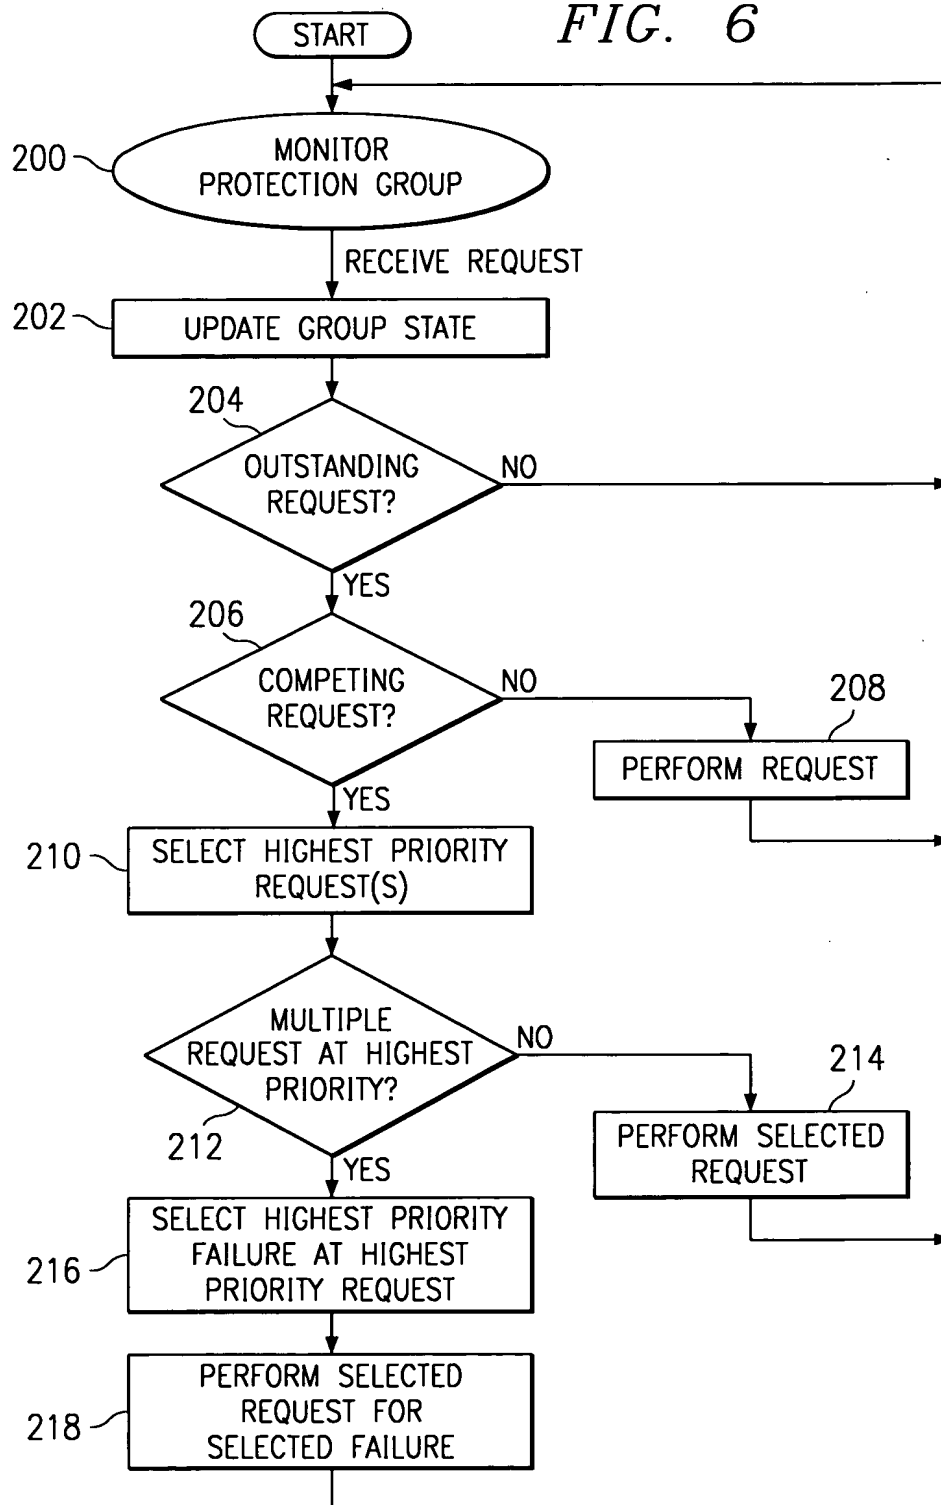 FIG. 6
START
200
MONITOR
PROTECTION GROUP
RECEIVE REQUEST
202
UPDATE GROUP STATE
204
OUTSTANDING
REQUEST?
NO
YES
206
COMPETING
REQUEST?
NO
208
PERFORM REQUEST
YES
210
SELECT HIGHEST PRIORITY
REQUEST(S)
MULTIPLE
REQUEST AT HIGHEST
PRIORITY?
NO
212
214
PERFORM SELECTED
REQUEST
YES
216
SELECT HIGHEST PRIORITY
FAILURE AT HIGHEST
PRIORITY REQUEST
218
PERFORM SELECTED
REQUEST FOR
SELECTED FAILURE